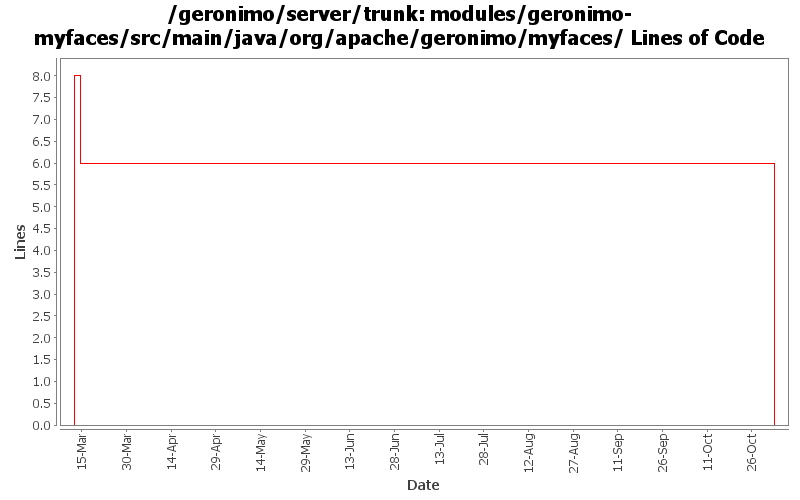 /geronimo/server/trunk: modules/geronimo-
myfaces/src/main/java/org/apache/geronimo/myfaces/ Lines of Code
8.0
7.5
7.0
6.5
6.0
5.5
5.0
4.5
4.0
3.5
3.0
2.5
2.0
1.5
1.0
0.5
0.0
Lines
15-Mar
30-Mar
14-Apr
29-Apr
14-May
29-May
13-Jun
28-Jun
13-Jul
28-Jul
12-Aug
27-Aug
11-Sep
26-Sep
11-Oct
26-Oct
Date